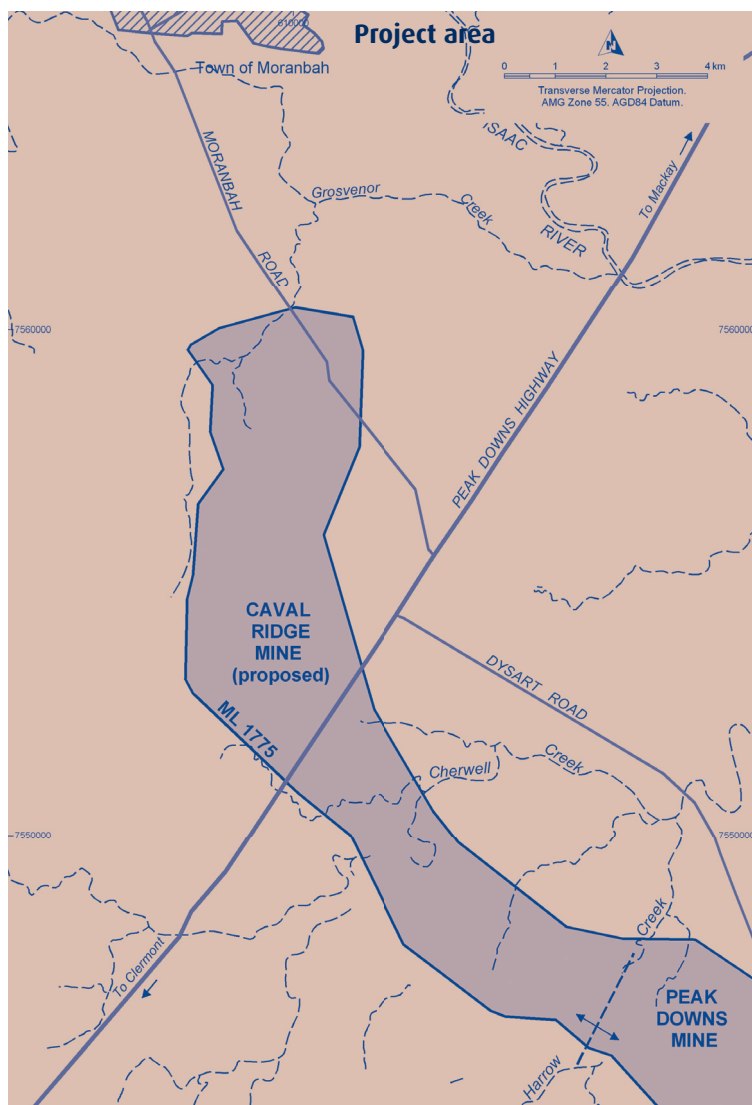 610000
Project area
N
Town of Moranbah
0 1 2 3 4 km
Transverse Mercator Projection.
AMG Zone 55. AGD84 Datum.
ISAAC
RIVER
To Mackay
MORANBAH
ROAD
Grosvenor
Creek
7560000
7560000
PEAK DOWNS HIGHWAY
CAVAL
RIDGE
MINE
(proposed)
ML 1775
DYSART ROAD
Creek
Cherwell
7550000
7550000
To Clermont
Creek
PEAK
DOWNS
MINE
Harrow